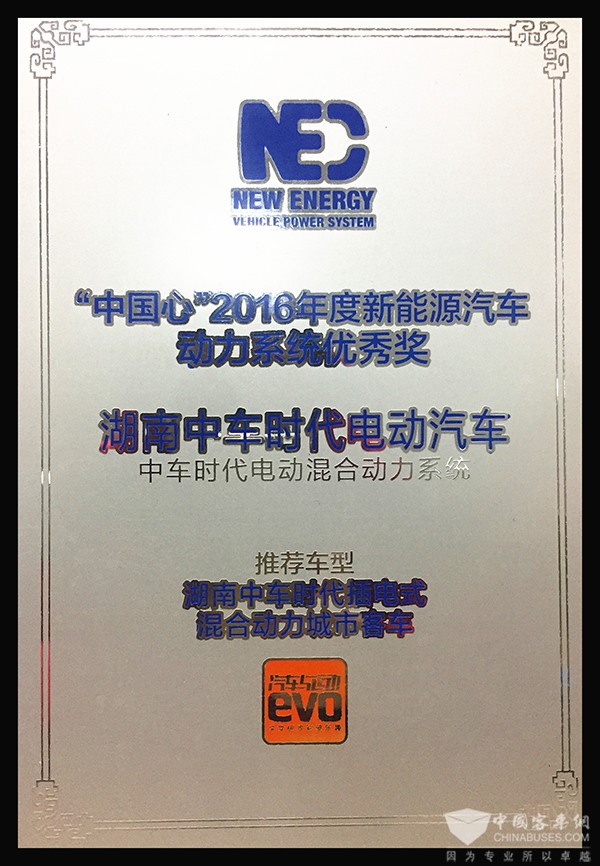 NEC
NEW ENERGY
VEHICLE POWER SYSTEM
“中国心”2016年度新能源汽车
动力系统优秀奖
湖南中车时代电动汽车
中车时代电动混合动力系统
推荐车型
湖南中车时代插电式
混合动力城市客车
汽车与运动
evo
中国客车网
CHINABUSES.COM
因为专业所以卓越